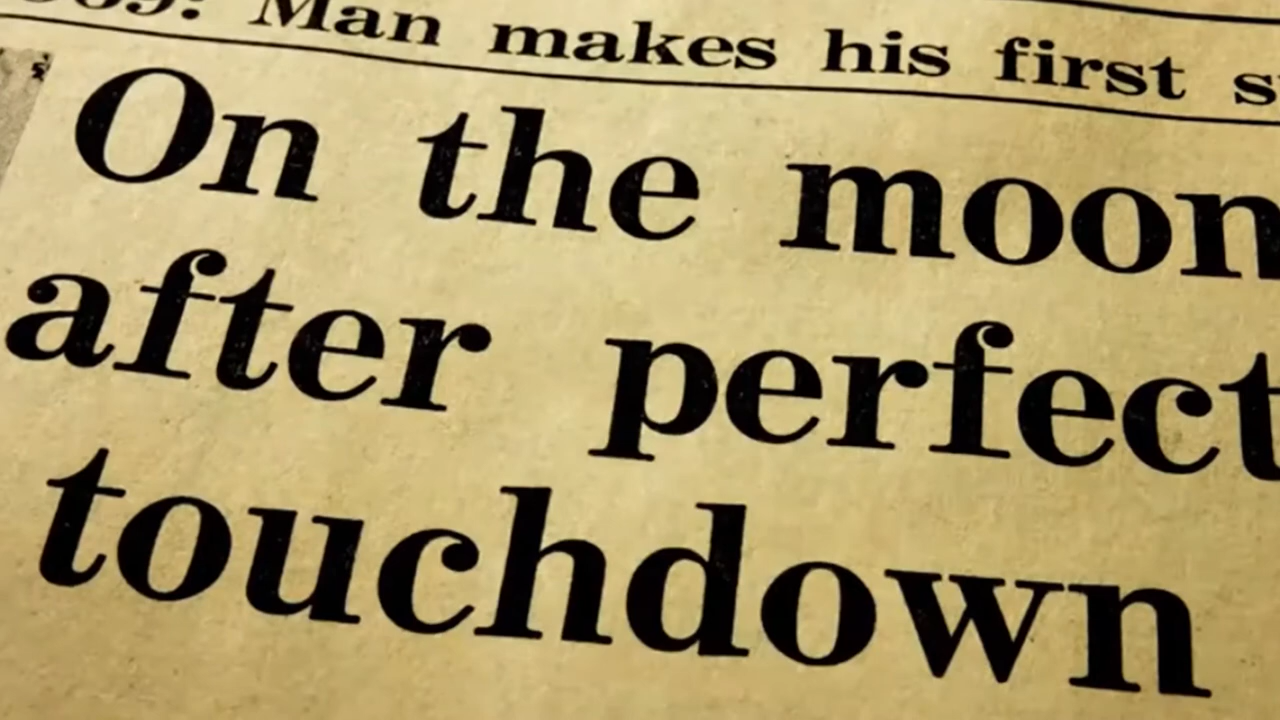 Man makes his first
On the moon
after perfect
touchdown